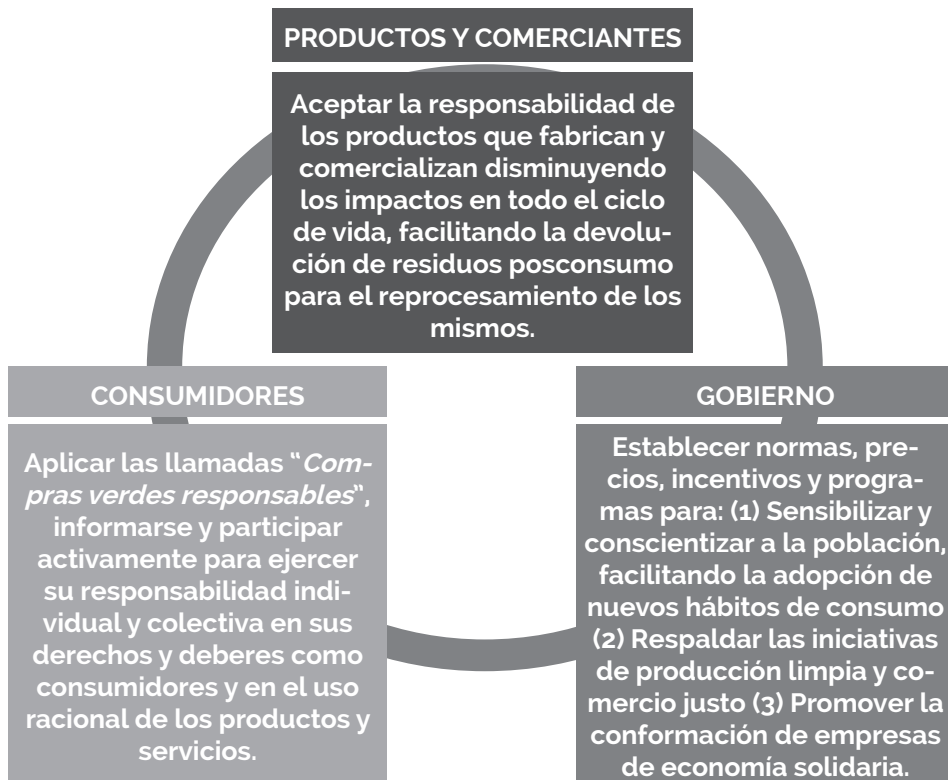 PRODUCTOS Y COMERCIANTES
Aceptar la responsabilidad de
los productos que fabrican y
comercializan disminuyendo
los impactos en todo el ciclo
de vida, facilitando la devolu-
ción de residuos posconsumo
para el reprocesamiento de los
mismos.
CONSUMIDORES
Aplicar las llamadas “Com-
pras verdes responsables”,
informarse y participar
activamente para ejercer
su responsabilidad indi-
vidual y colectiva en sus
derechos y deberes como
consumidores y en el uso
racional de los productos y
servicios.
GOBIERNO
Establecer normas, pre-
cios, incentivos y progra-
mas para: (1) Sensibilizar y
conscientizar a la población,
facilitando la adopción de
nuevos hábitos de consumo
(2) Respaldar las iniciativas
de producción limpia y co-
mercio justo (3) Promover la
conformación de empresas
de economía solidaria.